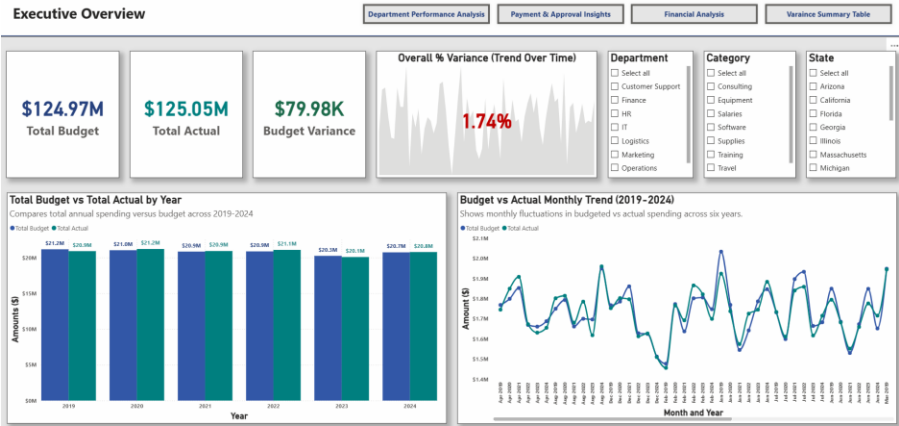 Executive Overview
Department Performance Analysis
Payment & Approval Insights
Financial Analysis
Varaince Summary Table
$124.97M
Total Budget
$125.05M
Total Actual
$79.98K
Budget Variance
Overall % Variance (Trend Over Time)
1.74%
Department
Select all
Customer Support
Finance
HR
IT
Logistics
Marketing
Operations
Category
Select all
Consulting
Equipment
Salaries
Software
Supplies
Training
Travel
State
Select all
Arizona
California
Florida
Georgia
Illinois
Massachusetts
Michigan
Total Budget vs Total Actual by Year
Compares total annual spending versus budget across 2019-2024
Total Budget Total Actual
$21.2M $20.9M $21.0M $21.2M $20.9M $20.9M $20.9M $21.1M $20.3M $20.1M $20.7M $20.8M
$20M
$15M
$10M
$5M
$0M
Amounts ($)
2019 2020 2021 2022 2023 2024
Year
Budget vs Actual Monthly Trend (2019-2024)
Shows monthly fluctuations in budgeted vs actual spending across six years.
Total Budget Total Actual
$2.1M
$1.9M
$1.8M
$1.7M
$1.5M
$1.4M
Amount ($)
Month and Year